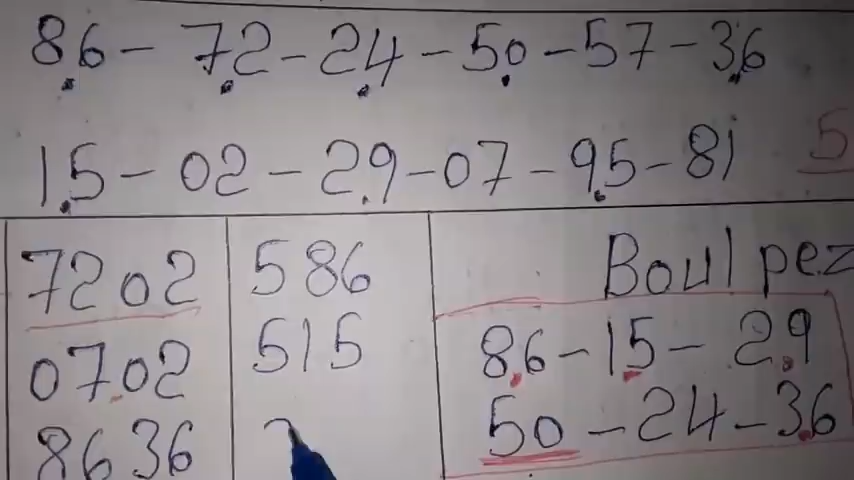 86 - 72 - 24 - 50 - 57 - 36
15 - 02 - 29 - 07 - 95 - 81
5
7202
0702
8636
586
515
Boul pez
86 - 15 - 29
50 - 24 - 36